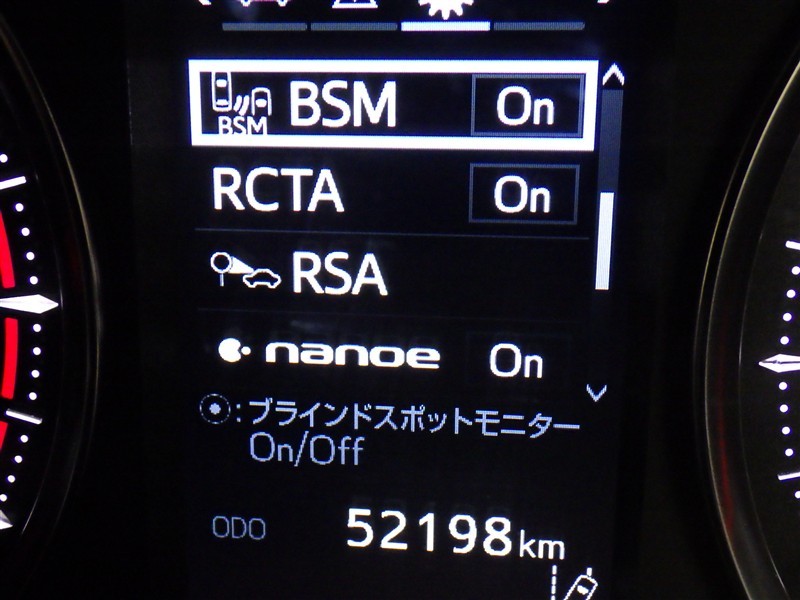 BSM BSM On
RCTA On
RSA
nanoe On
:ブラインドスポットモニター
On/Off
ODO 52198km